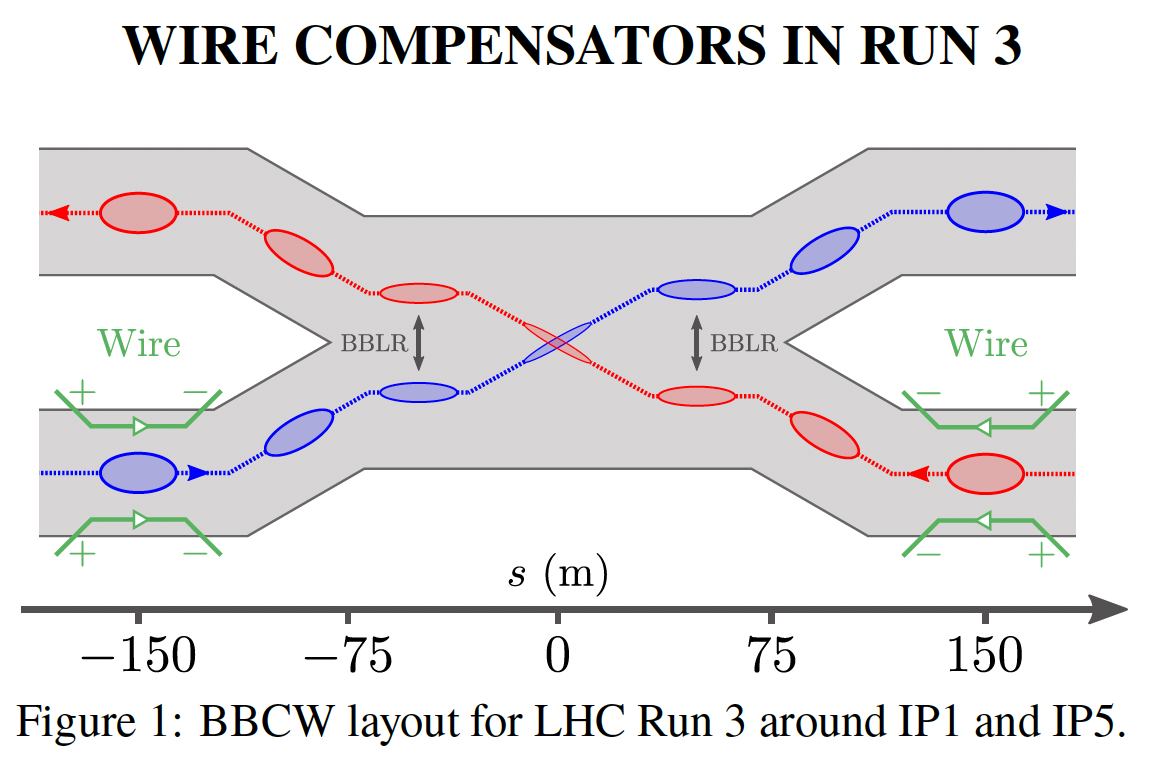 WIRE COMPENSATORS IN RUN 3
BBLR
BBLR
Wire
Wire
+ −
− +
+ −
− +
s (m)
−150 −75 0 75 150
Figure 1: BBCW layout for LHC Run 3 around IP1 and IP5.